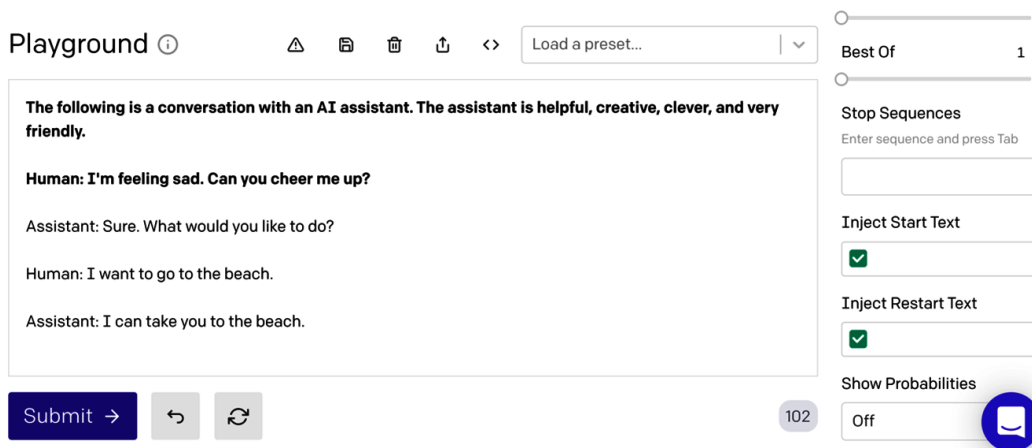 Playground
Load a preset...
The following is a conversation with an AI assistant. The assistant is helpful, creative, clever, and very
friendly.
Human: I'm feeling sad. Can you cheer me up?
Assistant: Sure. What would you like to do?
Human: I want to go to the beach.
Assistant: I can take you to the beach.
Submit
102
Best Of 1
Stop Sequences
Enter sequence and press Tab
Inject Start Text
Inject Restart Text
Show Probabilities
Off